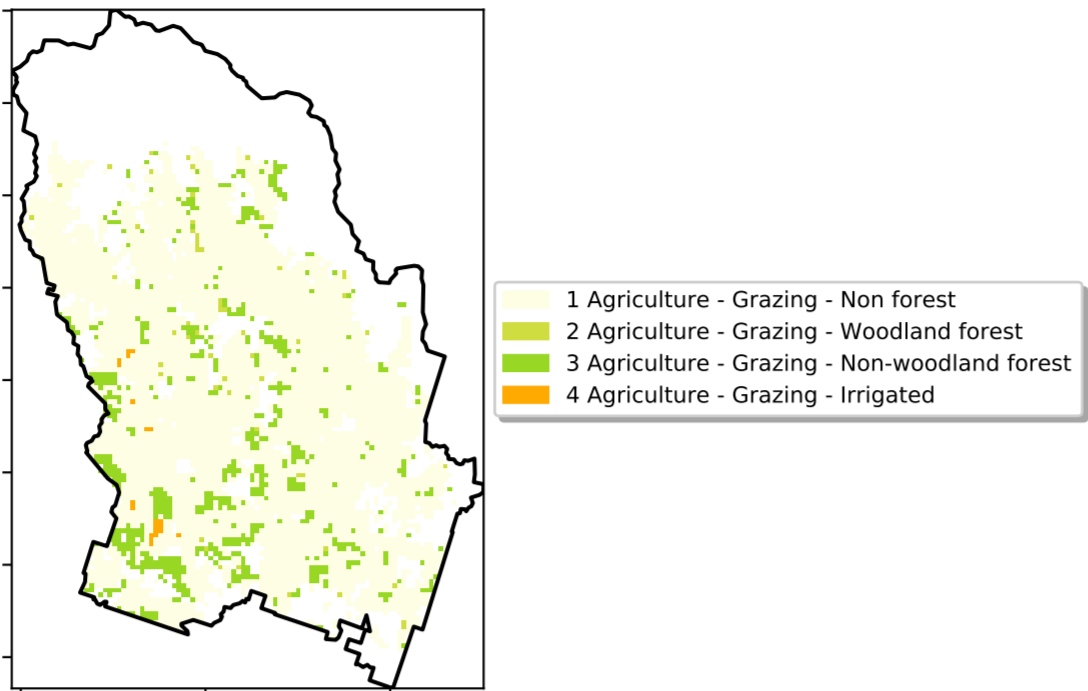 1 Agriculture - Grazing - Non forest
2 Agriculture - Grazing - Woodland forest
3 Agriculture - Grazing - Non-woodland forest
4 Agriculture - Grazing - Irrigated